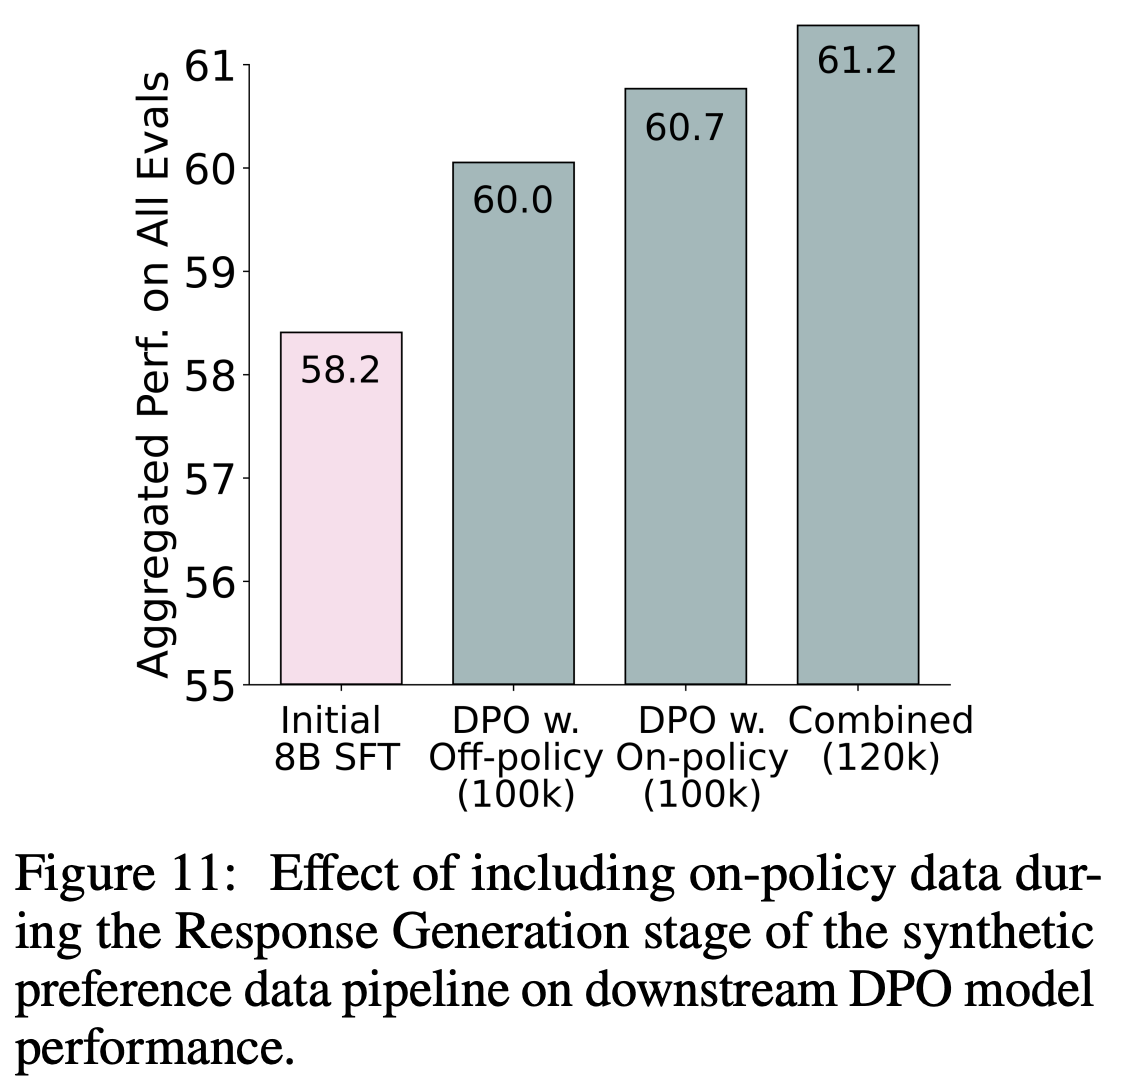 Aggregated Perf. on All Evals
61
60
59
58
57
56
55
58.2
60.0
60.7
61.2
Initial
8B SFT
DPO w.
Off-policy
(100k)
DPO w.
On-policy
(100k)
Combined
(120k)
Figure 11: Effect of including on-policy data dur-
ing the Response Generation stage of the synthetic
preference data pipeline on downstream DPO model
performance.